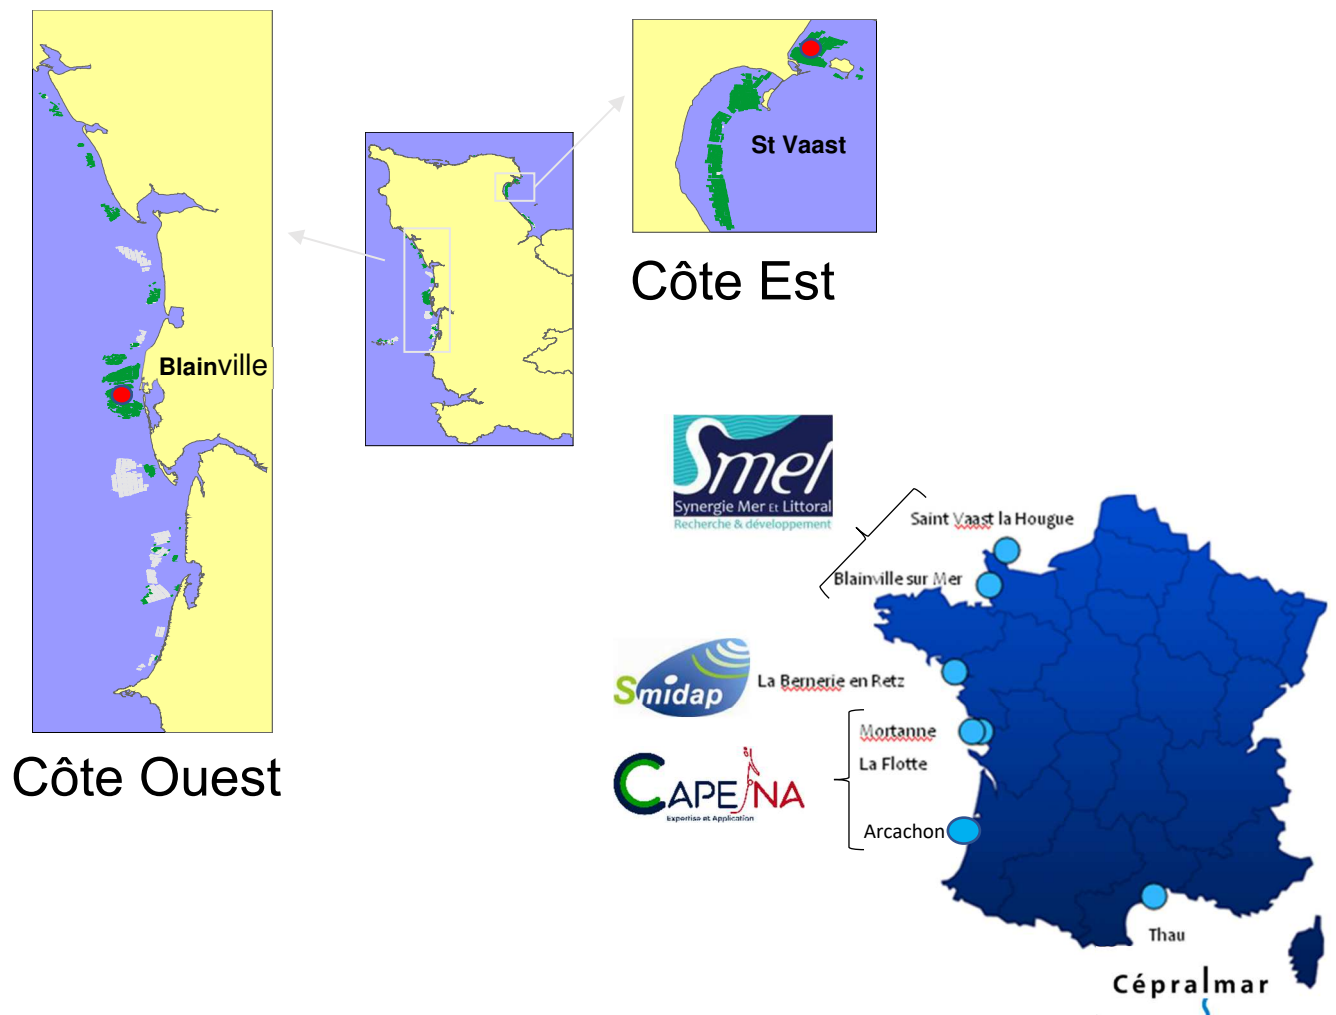 St Vaast
Côte Est
Blainville
Côte Ouest
Smel
Synergie Mer Et Littoral
Recherche & développement
Saint Vaast la Hougue
Blainville sur Mer
Smidap
La Bernerie en Retz
Mortanne
La Flotte
CAPENA
Expertise et Application
Arcachon
Thau
Cépralmar